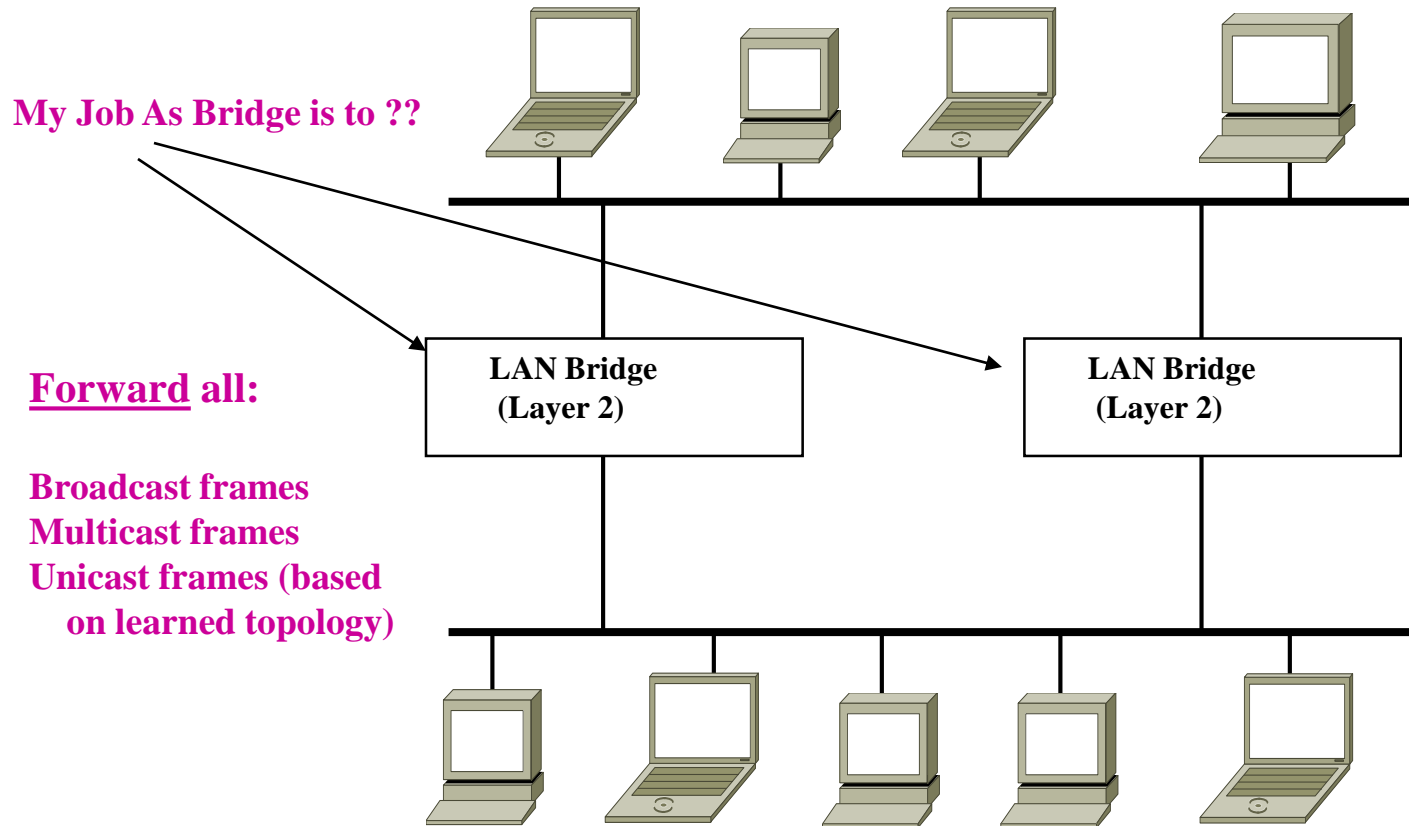 My Job As Bridge is to ??
LAN Bridge
(Layer 2)
LAN Bridge
(Layer 2)
Forward all:
Broadcast frames
Multicast frames
Unicast frames (based
on learned topology)